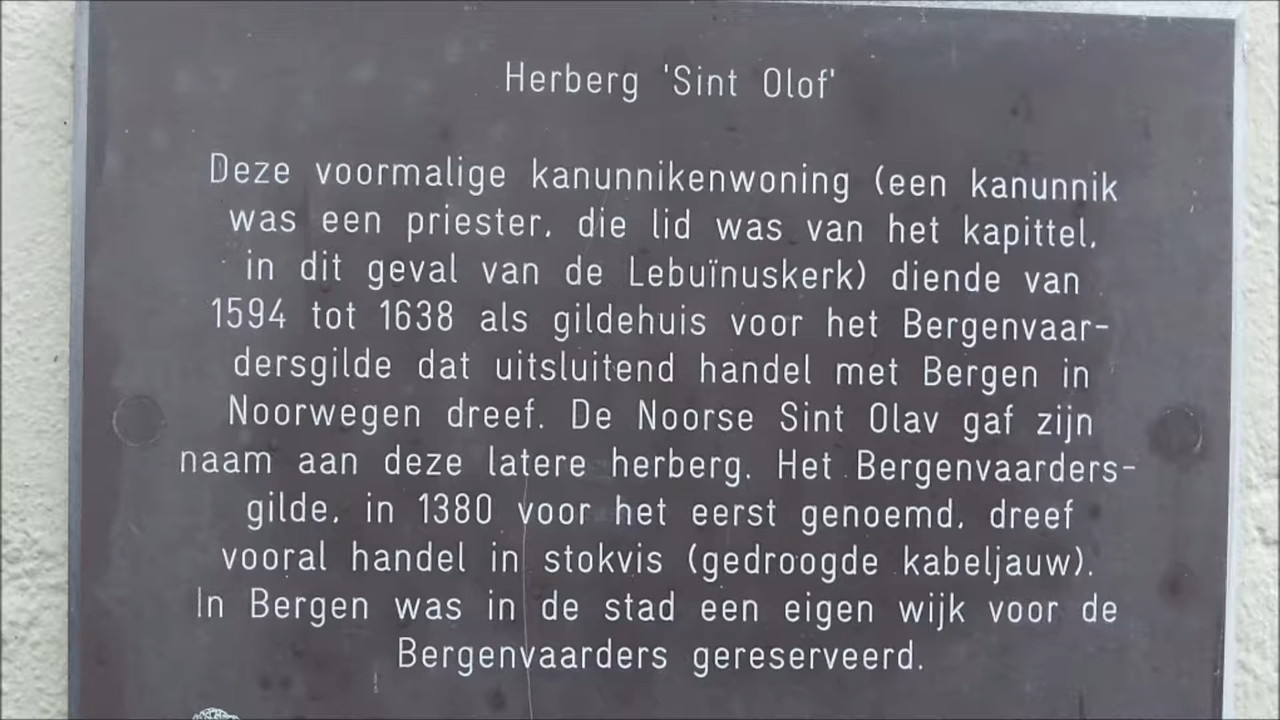 Herberg 'Sint Olof'
Deze voormalige kanunnikenwoning (een kanunnik
was een priester, die lid was van het kapittel,
in dit geval van de Lebuïnuskerk) diende van
1594 tot 1638 als gildehuis voor het Bergenvaar-
dersgilde dat uitsluitend handel met Bergen in
Noorwegen dreef. De Noorse Sint Olav gaf zijn
naam aan deze latere herberg. Het Bergenvaarders-
gilde, in 1380 voor het eerst genoemd, dreef
vooral handel in stokvis (gedroogde kabeljauw).
In Bergen was in de stad een eigen wijk voor de
Bergenvaarders gereserveerd.